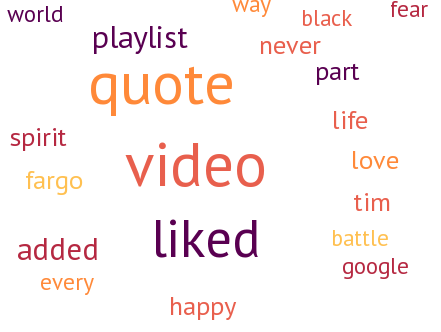 world
way
black
fear
playlist
never
quote
part
life
spirit
video
love
fargo
tim
liked
battle
added
google
every
happy